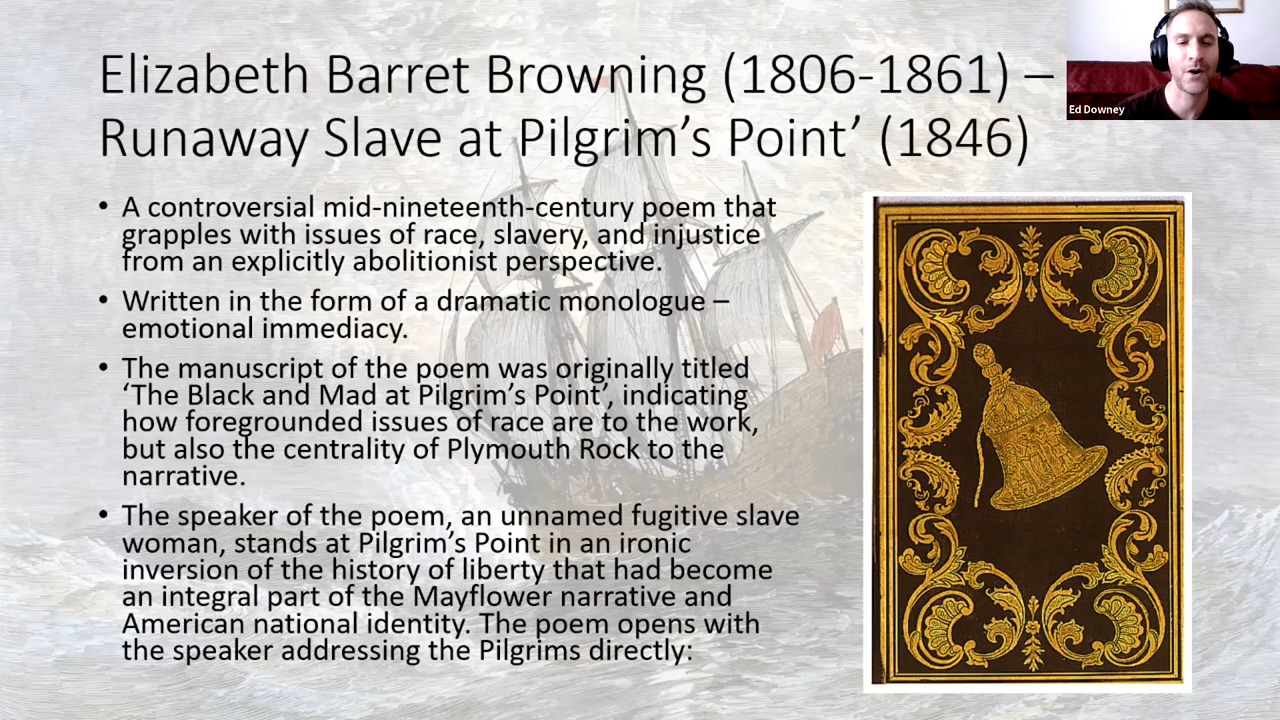 Elizabeth Barret Browning (1806-1861) –
Runaway Slave at Pilgrim’s Point’ (1846)
Ed Downey
• A controversial mid-nineteenth-century poem that
grapples with issues of race, slavery, and injustice
from an explicitly abolitionist perspective.
• Written in the form of a dramatic monologue –
emotional immediacy.
• The manuscript of the poem was originally titled
‘The Black and Mad at Pilgrim’s Point’, indicating
how foregrounded issues of race are to the work,
but also the centrality of Plymouth Rock to the
narrative.
• The speaker of the poem, an unnamed fugitive slave
woman, stands at Pilgrim’s Point in an ironic
inversion of the history of liberty that had become
an integral part of the Mayflower narrative and
American national identity. The poem opens with
the speaker addressing the Pilgrims directly: